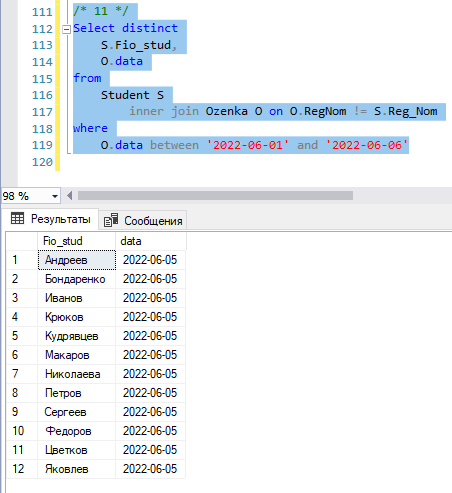 111 /* 11 */
112 Select distinct
113 S.Fio_stud,
114 O.data
115 from
116 Student S
117 inner join Ozenka O on O.RegNom != S.Reg_Nom
118 where
119 O.data between '2022-06-01' and '2022-06-06'
120
98 %
Результаты Сообщения
Fio_stud data
1 Андреев 2022-06-05
2 Бондаренко 2022-06-05
3 Иванов 2022-06-05
4 Крюков 2022-06-05
5 Кудрявцев 2022-06-05
6 Макаров 2022-06-05
7 Николаева 2022-06-05
8 Петров 2022-06-05
9 Сергеев 2022-06-05
10 Федоров 2022-06-05
11 Цветков 2022-06-05
12 Яковлев 2022-06-05